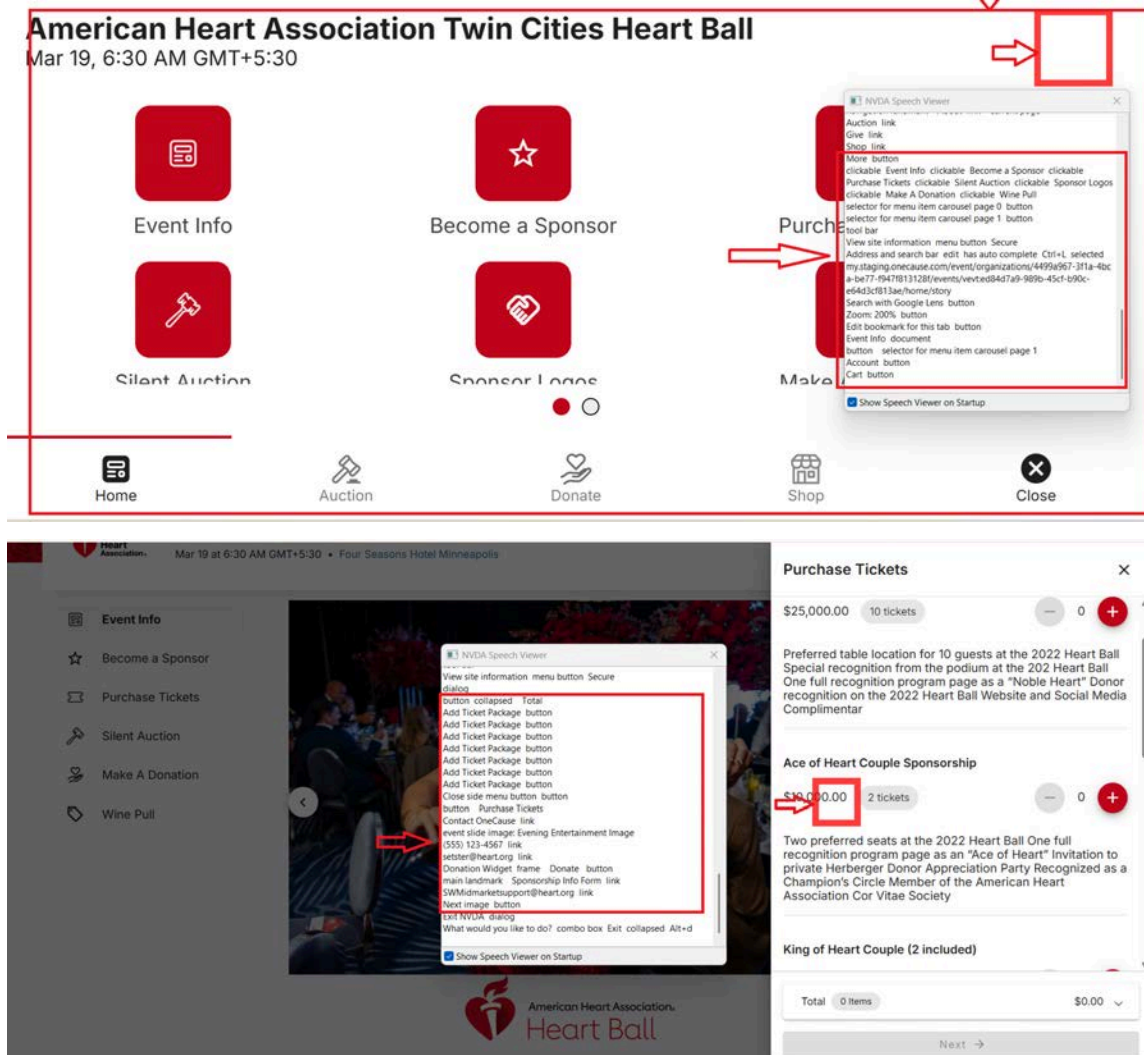 American Heart Association Twin Cities Heart Ball
Mar 19, 6:30 AM GMT+5:30
Event Info
Become a Sponsor
Silent Auction
Sponsor Logos
Make
NVDA Speech Viewer
Auction link
Give link
Shop link
More button
clickable Event Info clickable Become a Sponsor clickable
Purchase Tickets clickable Silent Auction clickable Sponsor Logos
clickable Make A Donation clickable Wine Pull
selector for menu item carousel page 0 button
selector for menu item carousel page 1 button
tool bar
View site information menu button Secure
Address and search bar edit has auto complete Ctrl+L selected
my.staging.onecause.com/event/organizations/4499a967-3f1a-4bc
a-be77-f947f813128f/events/vevt:ed84d7a9-989b-45cf-b90c-
e64d3cf813ae/home/story
Search with Google Lens button
Zoom: 200% button
Edit bookmark for this tab button
Event Info document
button selector for menu item carousel page 1
Account button
Cart button
Show Speech Viewer on Startup
Home
Auction
Donate
Shop
Close
Heart
Association.
Mar 19 at 6:30 AM GMT+5:30 • Four Seasons Hotel Minneapolis
Event Info
Become a Sponsor
Purchase Tickets
Silent Auction
Make A Donation
Wine Pull
NVDA Speech Viewer
View site information menu button Secure
dialog
button collapsed Total
Add Ticket Package button
Add Ticket Package button
Add Ticket Package button
Add Ticket Package button
Add Ticket Package button
Add Ticket Package button
Add Ticket Package button
Close side menu button button
button Purchase Tickets
Contact OneCause link
event slide image: Evening Entertainment Image
(555) 123-4567 link
setster@heart.org link
Donation Widget frame Donate button
main landmark Sponsorship Info Form link
SWMidmarketsupport@heart.org link
Next image button
Exit NVDA dialog
What would you like to do? combo box Exit collapsed Alt+d
Show Speech Viewer on Startup
American Heart Association.
Heart Ball
Purchase Tickets
$25,000.00 10 tickets 0
Preferred table location for 10 guests at the 2022 Heart Ball
Special recognition from the podium at the 202 Heart Ball
One full recognition program page as a “Noble Heart” Donor
recognition on the 2022 Heart Ball Website and Social Media
Complimentar
Ace of Heart Couple Sponsorship
$10,000.00 2 tickets 0
Two preferred seats at the 2022 Heart Ball One full
recognition program page as an “Ace of Heart” Invitation to
private Herberger Donor Appreciation Party Recognized as a
Champion’s Circle Member of the American Heart
Association Cor Vitae Society
King of Heart Couple (2 included)
Total 0 Items $0.00
Next